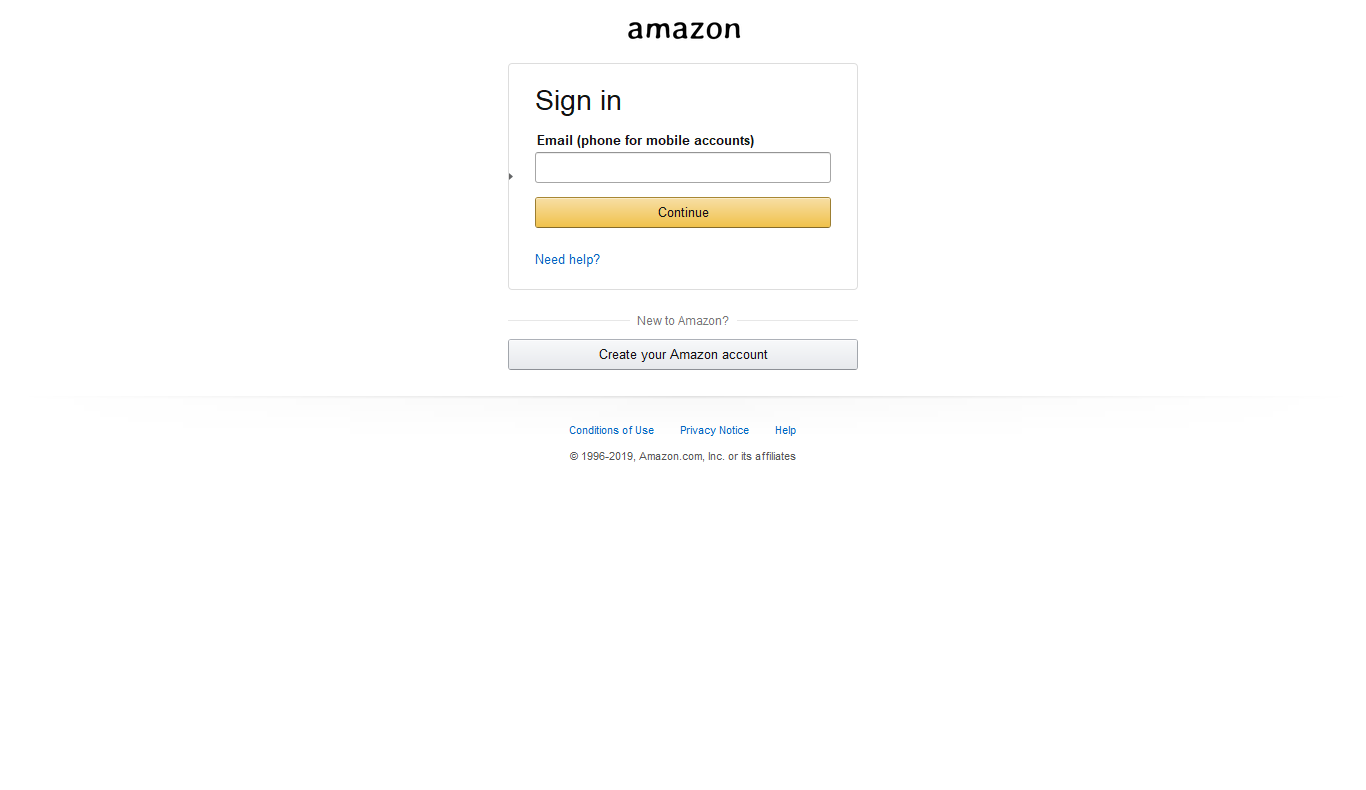 amazon
Sign in
Email (phone for mobile accounts)
Continue
Need help?
New to Amazon?
Create your Amazon account
Conditions of Use Privacy Notice Help
© 1996-2019, Amazon.com, Inc. or its affiliates